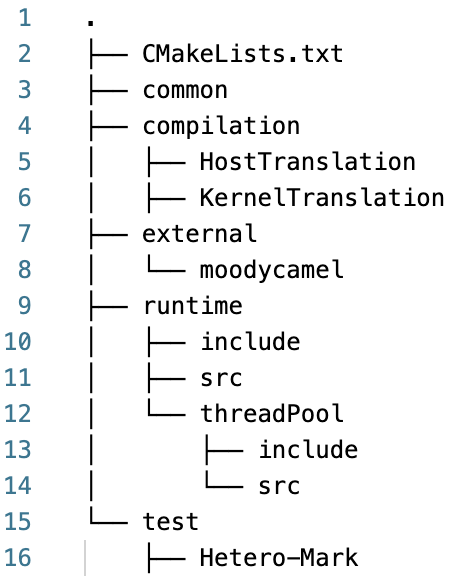 1 .
2 ├── CMakeLists.txt
3 ├── common
4 ├── compilation
5 │   ├── HostTranslation
6 │   ├── KernelTranslation
7 ├── external
8 │   └── moodycamel
9 ├── runtime
10 │   ├── include
11 │   ├── src
12 │   └── threadPool
13 │       ├── include
14 │       └── src
15 └── test
16     ├── Hetero-Mark